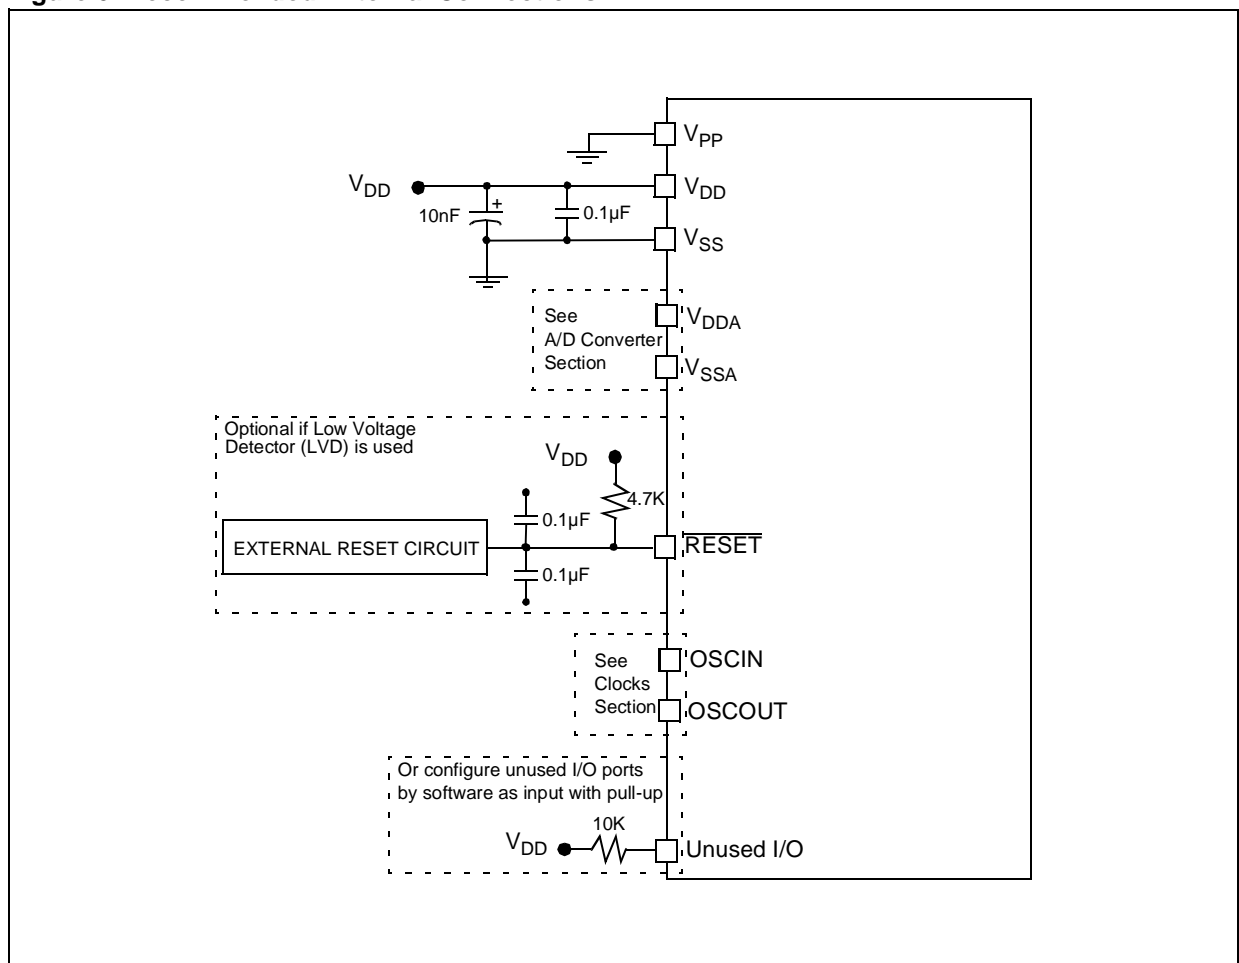 VPP
VDD
VDD
10nF
+
0.1µF
VSS
See
A/D Converter
Section
VDDA
VSSA
Optional if Low Voltage
Detector (LVD) is used
VDD
4.7K
0.1µF
EXTERNAL RESET CIRCUIT
RESET
0.1µF
See
Clocks
Section
OSCIN
OSCOUT
Or configure unused I/O ports
by software as input with pull-up
10K
VDD
Unused I/O